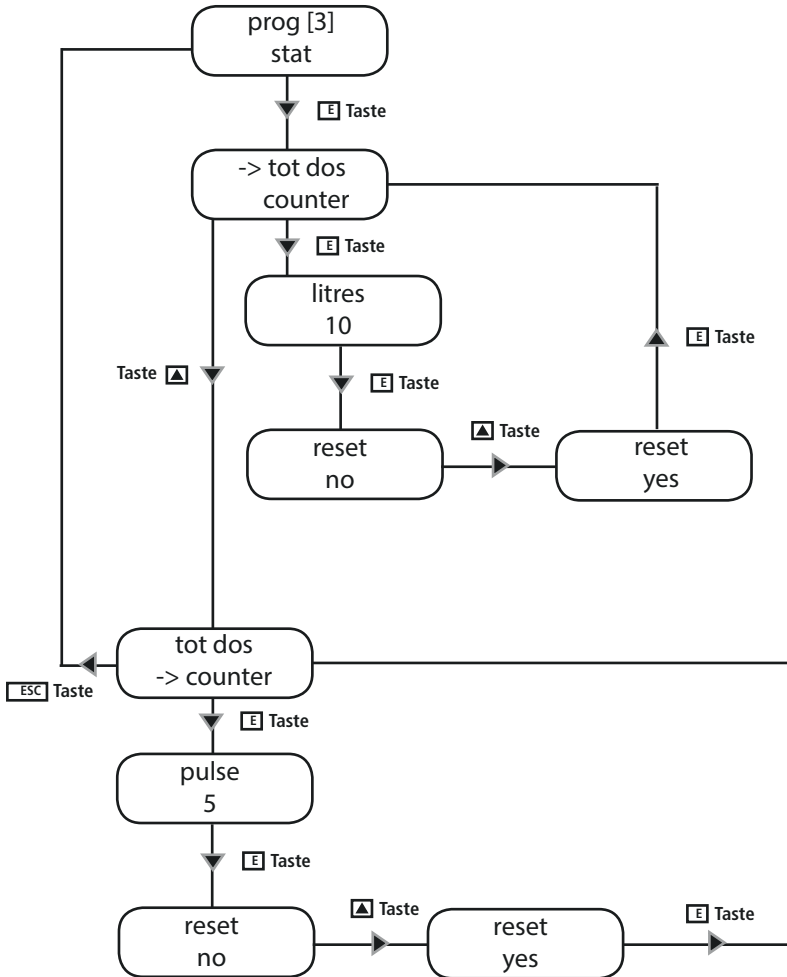 prog [3]
stat
E Taste
-> tot dos
counter
E Taste
litres
10
E Taste
Taste ▲
E Taste
▲ Taste
reset
no
reset
yes
tot dos
-> counter
ESC Taste
E Taste
pulse
5
E Taste
▲ Taste
E Taste
reset
no
reset
yes